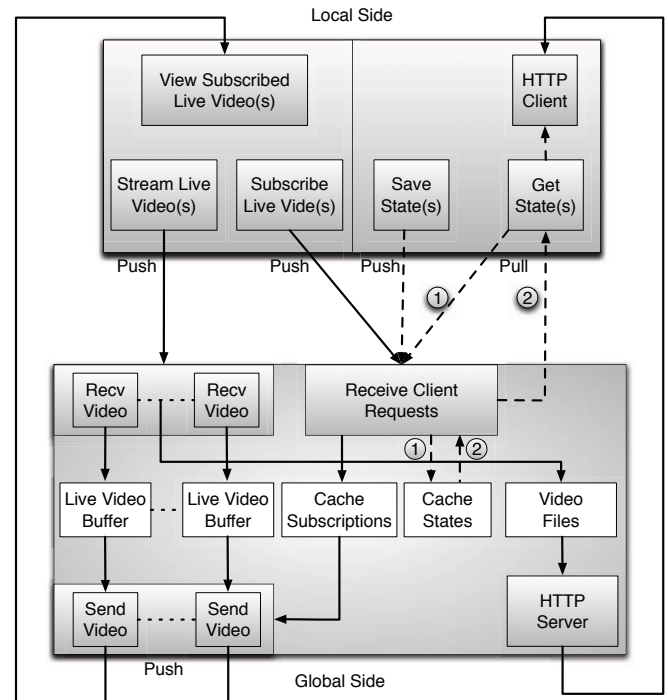 Local Side
View Subscribed
Live Video(s)
HTTP
Client
Stream Live
Video(s)
Subscribe
Live Vide(s)
Save
State(s)
Get
State(s)
Push
Push
Push
Pull
1
2
Recv
Video
Recv
Video
Receive Client
Requests
1
2
Live Video
Buffer
Live Video
Buffer
Cache
Subscriptions
Cache
States
Video
Files
Send
Video
Send
Video
HTTP
Server
Push
Global Side